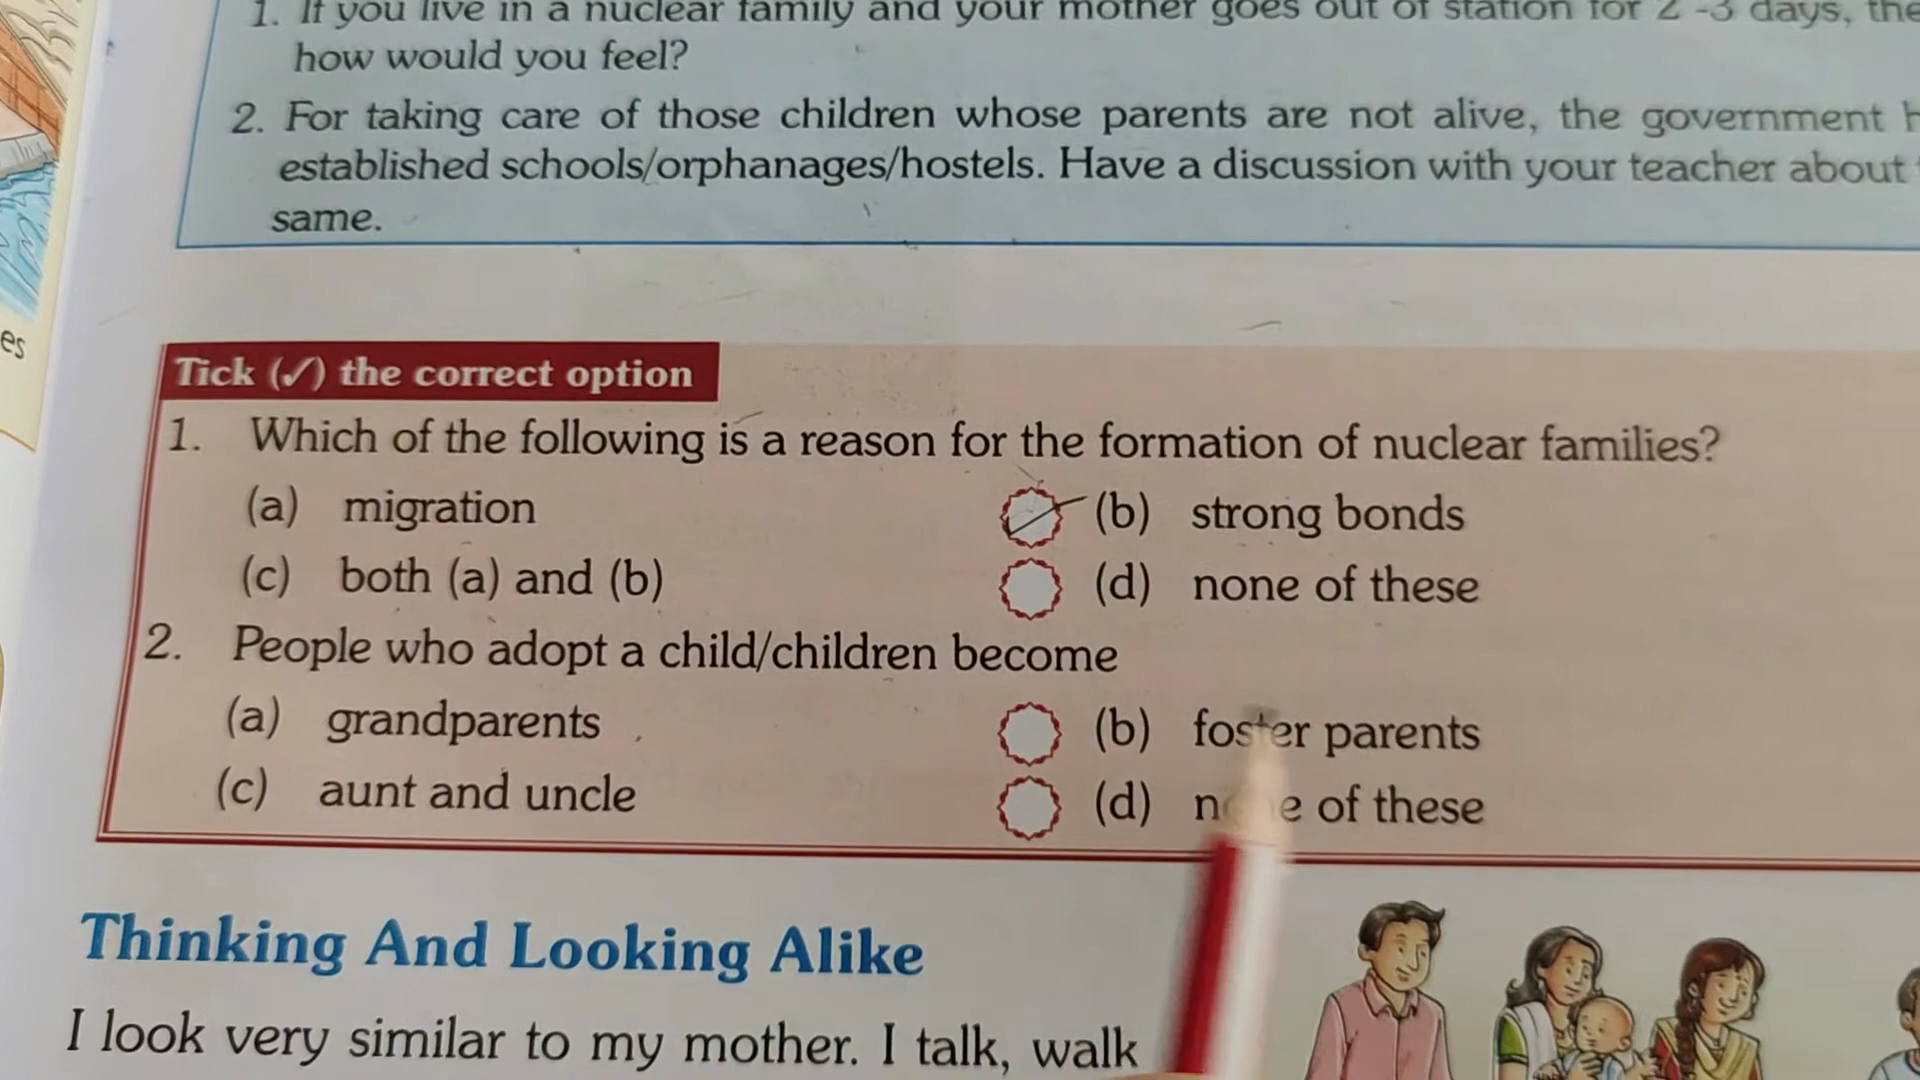 1. If you live in a nuclear family and your mother goes out of station for 2-3 days, the
how would you feel?
2. For taking care of those children whose parents are not alive, the government
established schools/orphanages/hostels. Have a discussion with your teacher about
same.
es
Tick (✓) the correct option
1. Which of the following is a reason for the formation of nuclear families?
(a) migration (b) strong bonds
(c) both (a) and (b) (d) none of these
2. People who adopt a child/children become
(a) grandparents (b) foster parents
(c) aunt and uncle (d) none of these
Thinking And Looking Alike
I look very similar to my mother. I talk, walk